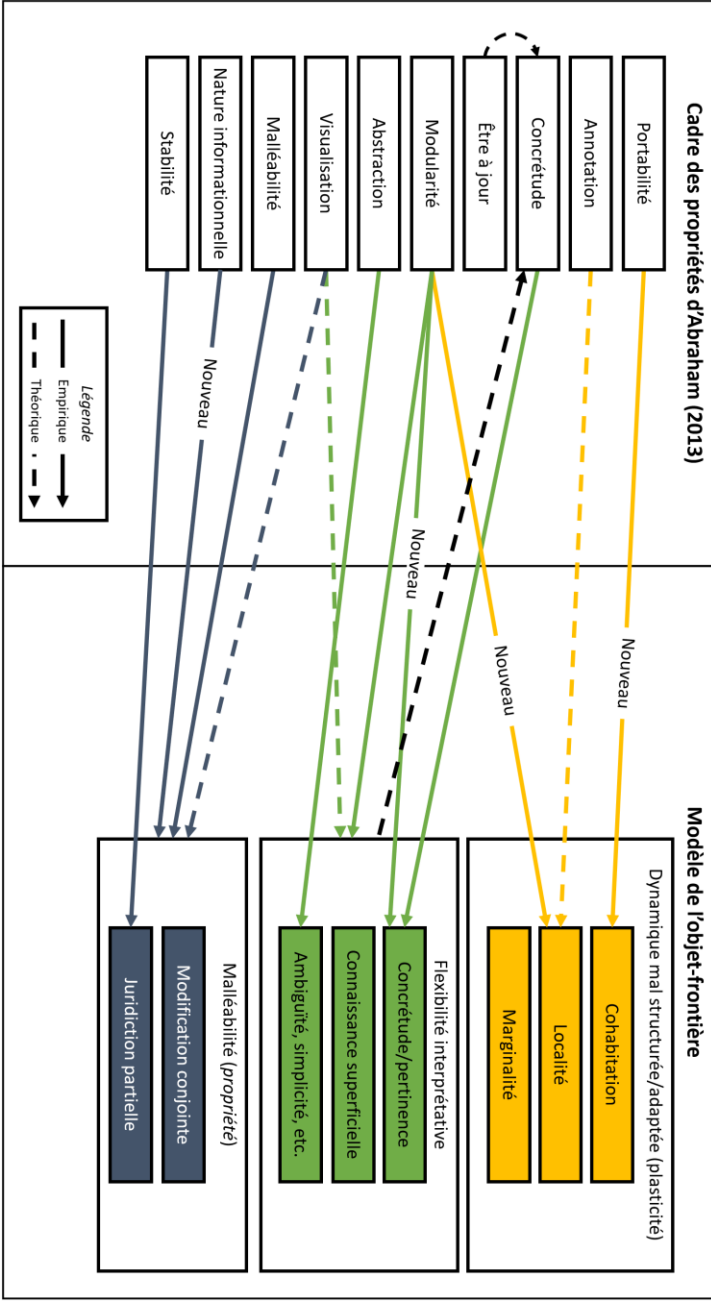 Cadre des propriétés d'Abraham (2013)
Portabilité
Annotation
Concrétude
Être à jour
Modularité
Abstraction
Visualisation
Malléabilité
Nature informationnelle
Stabilité
Nouveau
Nouveau
Nouveau
Nouveau
Légende
Empirique
Théorique
Modèle de l'objet-frontière
Dynamique mal structurée/adaptée (plasticité)
Cohabitation
Localité
Marginalité
Flexibilité interprétative
Concrétude/pertinence
Connaissance superficielle
Ambiguïté, simplicité, etc.
Malléabilité (propriété)
Modification conjointe
Juridiction partielle